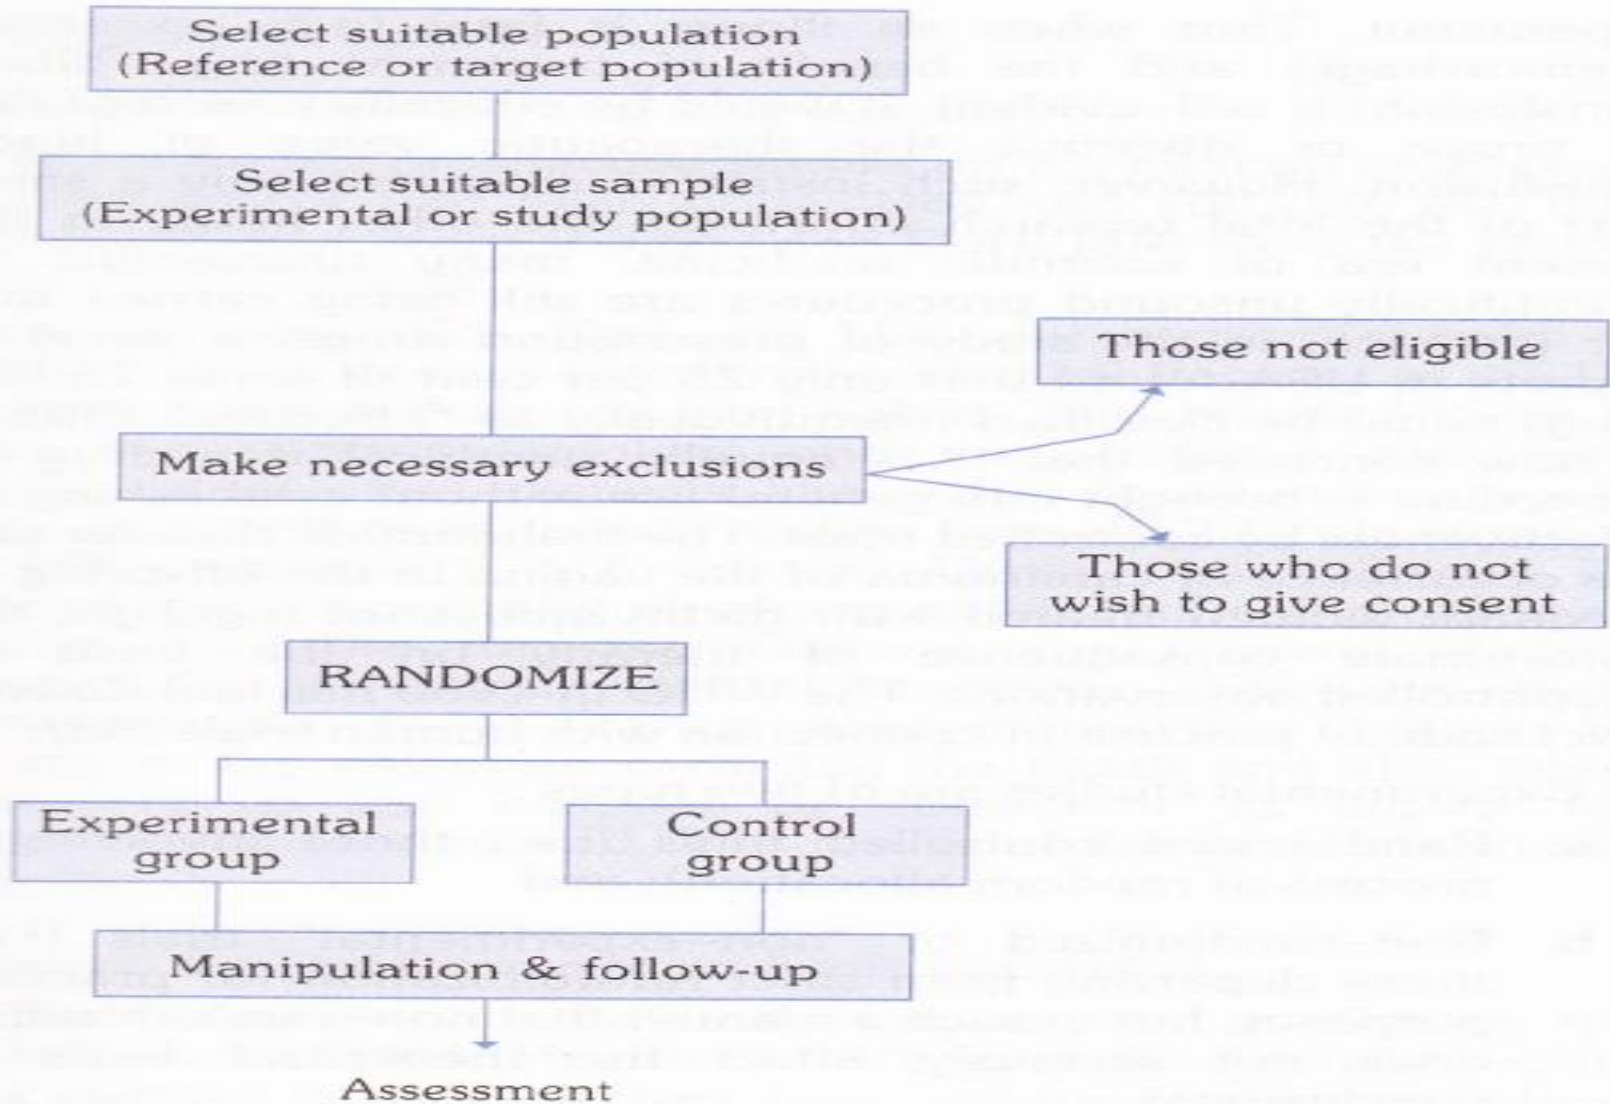 Select suitable population
(Reference or target population)
Select suitable sample
(Experimental or study population)
Those not eligible
Make necessary exclusions
Those who do not
wish to give consent
RANDOMIZE
Experimental
group
Control
group
Manipulation & follow-up
Assessment